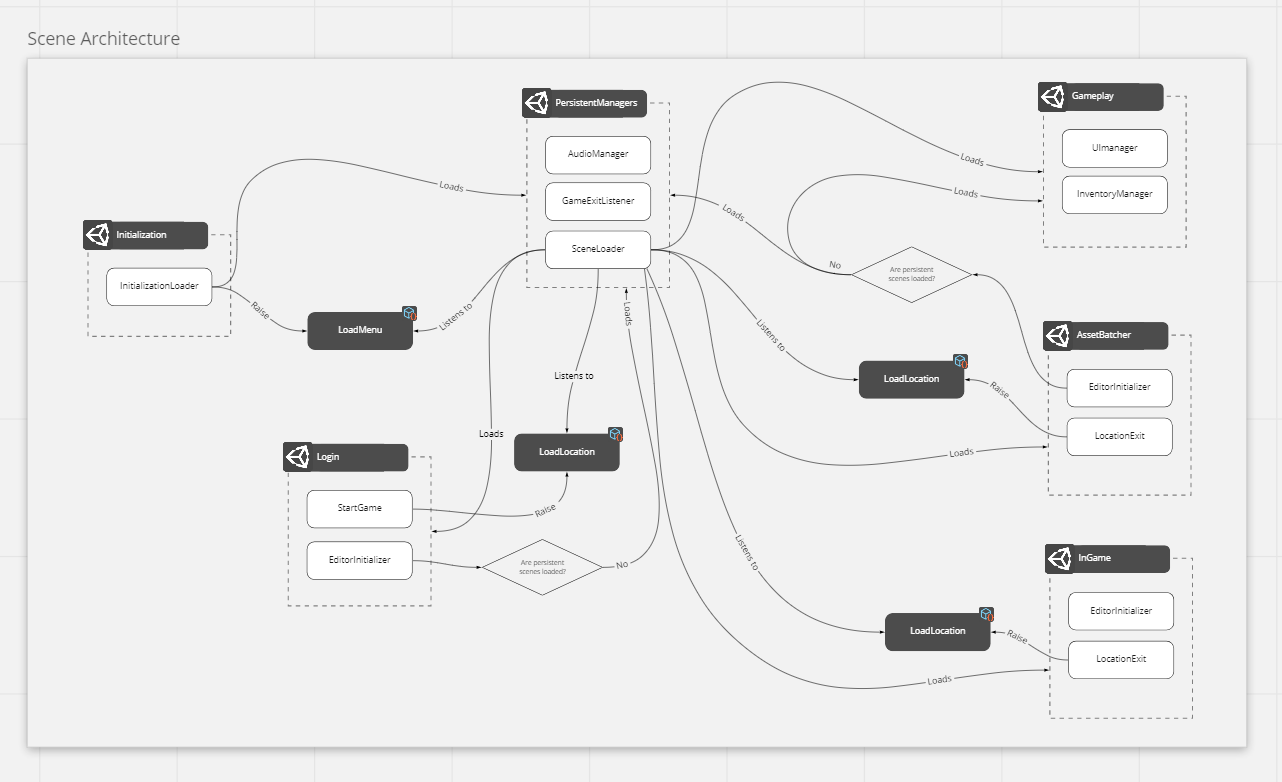 Scene Architecture
PersistentManagers
AudioManager
GameExitListener
SceneLoader
Gameplay
UImanager
InventoryManager
Initialization
InitializationLoader
Loads
Raise
LoadMenu
Listens to
Loads
Loads
Loads
No
Are persistent
scenes loaded?
Loads
Listens to
Listens to
LoadLocation
Raise
AssetBatcher
EditorInitializer
LocationExit
Loads
Login
StartGame
EditorInitializer
Loads
LoadLocation
Raise
Are persistent
scenes loaded?
No
Listens to
LoadLocation
Raise
Loads
InGame
EditorInitializer
LocationExit